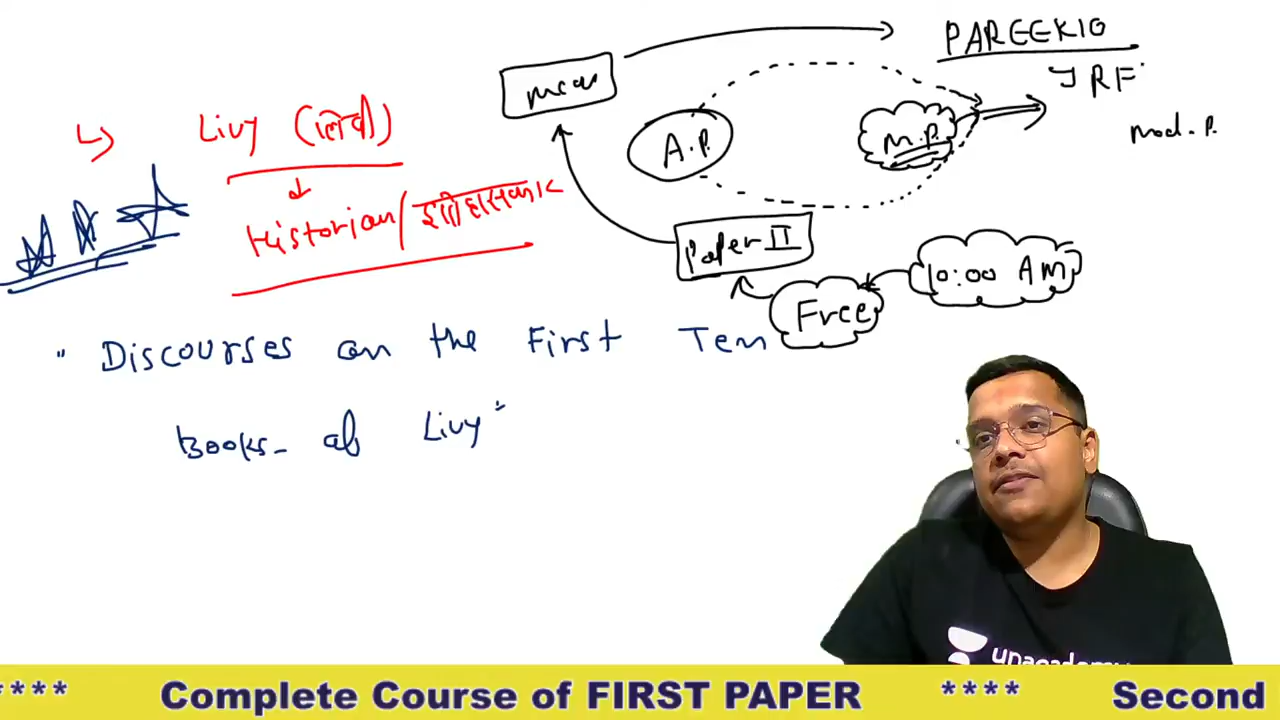 Livy (लिवी)
Historian/इतिहासकार
"Discourses on the First Ten
Books of Livy"
PAREEK10
JRF
mod. P.
A.P.
M.P.
Paper II
Free
10:00 AM
unacademy
**** Complete Course of FIRST PAPER **** Second